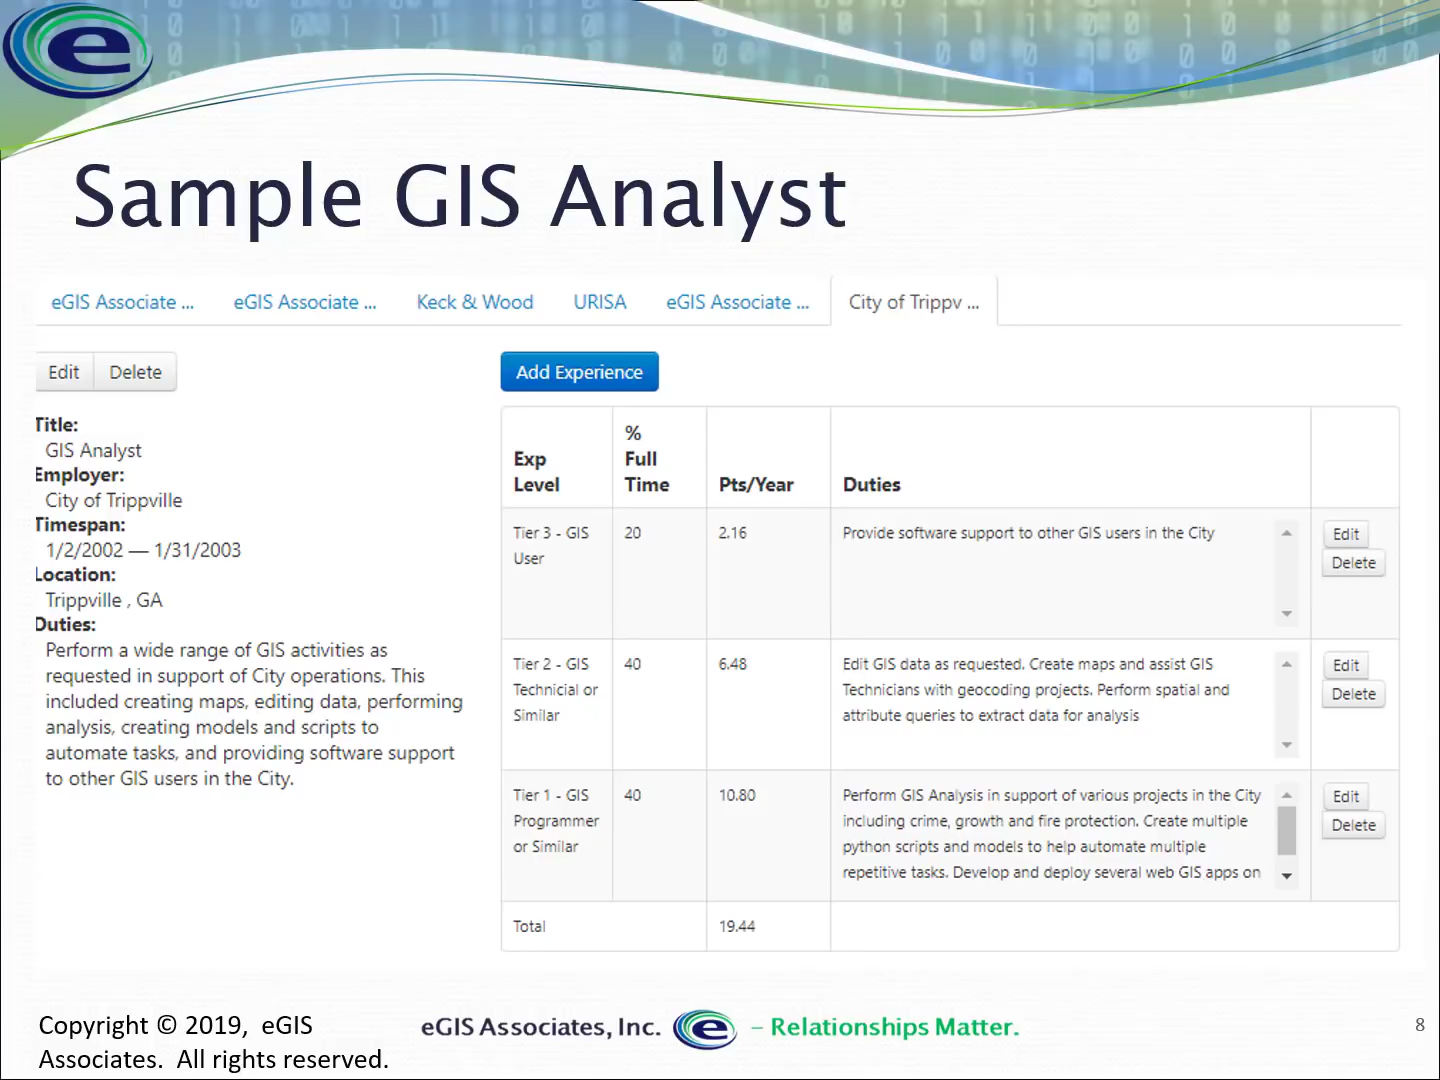 Sample GIS Analyst
eGIS Associate ... eGIS Associate ... Keck & Wood URISA eGIS Associate ... City of Trippv ...
Edit Delete
Title:
GIS Analyst
Employer:
City of Trippville
Timespan:
1/2/2002 — 1/31/2003
Location:
Trippville , GA
Duties:
Perform a wide range of GIS activities as
requested in support of City operations. This
included creating maps, editing data, performing
analysis, creating models and scripts to
automate tasks, and providing software support
to other GIS users in the City.
Add Experience
Exp
Level
%
Full
Time
Pts/Year
Duties
Tier 3 - GIS
User
20
2.16
Provide software support to other GIS users in the City
Edit
Delete
Tier 2 - GIS
Technicial or
Similar
40
6.48
Edit GIS data as requested. Create maps and assist GIS
Technicians with geocoding projects. Perform spatial and
attribute queries to extract data for analysis
Edit
Delete
Tier 1 - GIS
Programmer
or Similar
40
10.80
Perform GIS Analysis in support of various projects in the City
including crime, growth and fire protection. Create multiple
python scripts and models to help automate multiple
repetitive tasks. Develop and deploy several web GIS apps on
Edit
Delete
Total
19.44
Copyright © 2019, eGIS
Associates. All rights reserved.
eGIS Associates, Inc. e – Relationships Matter.
8